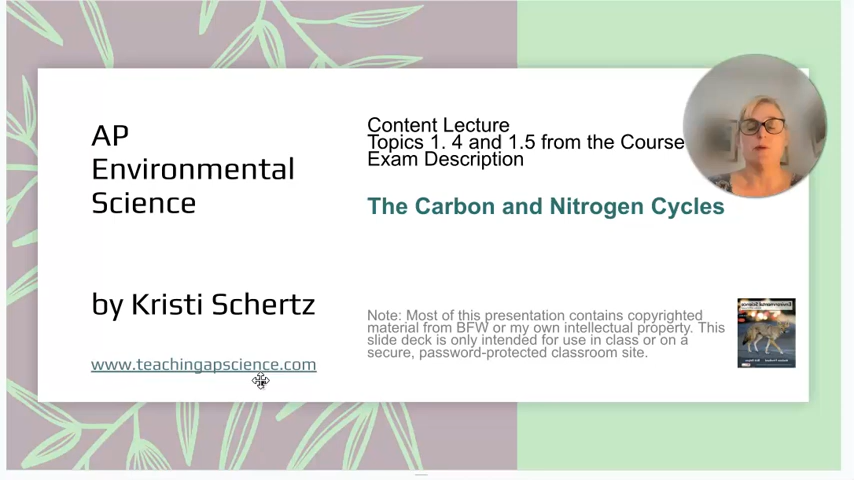 AP
Environmental
Science
by Kristi Schertz
www.teachingapscience.com
Content Lecture
Topics 1. 4 and 1.5 from the Course
Exam Description
The Carbon and Nitrogen Cycles
Note: Most of this presentation contains copyrighted
material from BFW or my own intellectual property. This
slide deck is only intended for use in class or on a
secure, password-protected classroom site.